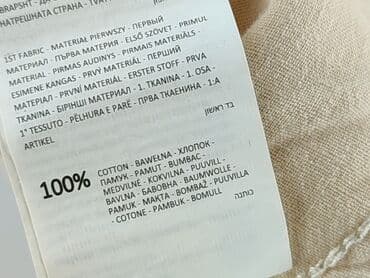 1ST FABRIC - MATERIAŁ PIERWSZY - ПЕРВЫЙ
МАТЕРИАЛ - ПЪРВА МАТЕРИЯ - ELSŐ SZÖVET - PRIMUL
MATERIAL - PIRMAS AUDINYS - PIRMAIS MATERIĀLS -
ESIMENE KANGAS - PRVÝ MATERIÁL - ПЕРШИЙ
МАТЕРІАЛ - PRVNÍ MATERIÁL - ERSTER STOFF - PRVA
TKANINA - БІРІНШІ МАТЕРИАЛ - 1. TKANINA - 1. OSA -
1° TESSUTO - PËLHURA E PARË - ПРВА ТКАЕНИНА - 1:A
ARTIKEL
בד ראשון
100%
COTTON - BAWEŁNA - ХЛОПОК -
ПАМУК - PAMUT - BUMBAC -
MEDVILNĖ - KOKVILNA - PUUVILL -
BAVLNA - БАВОВНА - BAUMWOLLE -
PAMUK - МАКТА - BOMBAŽ - PUUVILLA
- COTONE - PAMBUK - BOMULL
כותנה